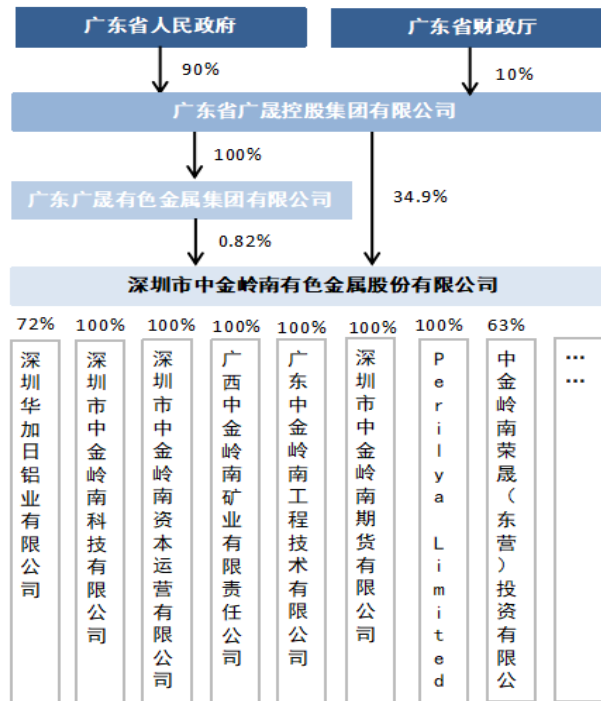 广东省人民政府
广东省财政厅
90%
10%
广东省广晟控股集团有限公司
100%
34.9%
广东广晟有色金属集团有限公司
0.82%
深圳市中金岭南有色金属股份有限公司
72%
100%
100%
100%
100%
100%
100%
63%
深圳华加日铝业有限公司
深圳市中金岭南科技有限公司
深圳市中金岭南资本运营有限公司
广西中金岭南矿业有限责任公司
广东中金岭南工程技术有限公司
深圳市中金岭南期货有限公司
Perilya Limited
中金岭南荣晟（东营）投资有限公
……